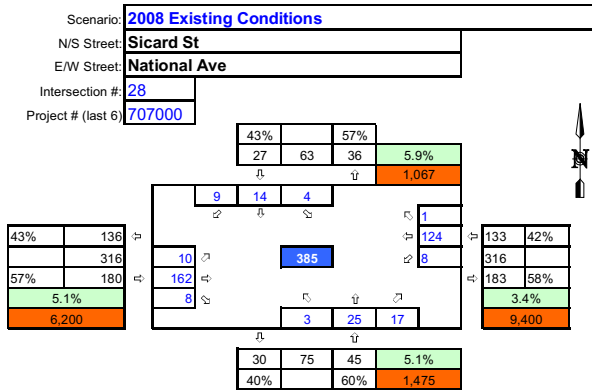 Scenario: 2008 Existing Conditions
N/S Street: Sicard St
E/W Street: National Ave
Intersection #: 28
Project # (last 6) 707000
43% 57%
27 63 36 5.9%
⇩ ⇧ 1,067
N
9 14 4
1
43% 136 124 133 42%
316 10 385 8 316
57% 180 162 183 58%
5.1% 8 3.4%
6,200 3 25 17 9,400
30 75 45 5.1%
40% 60% 1,475